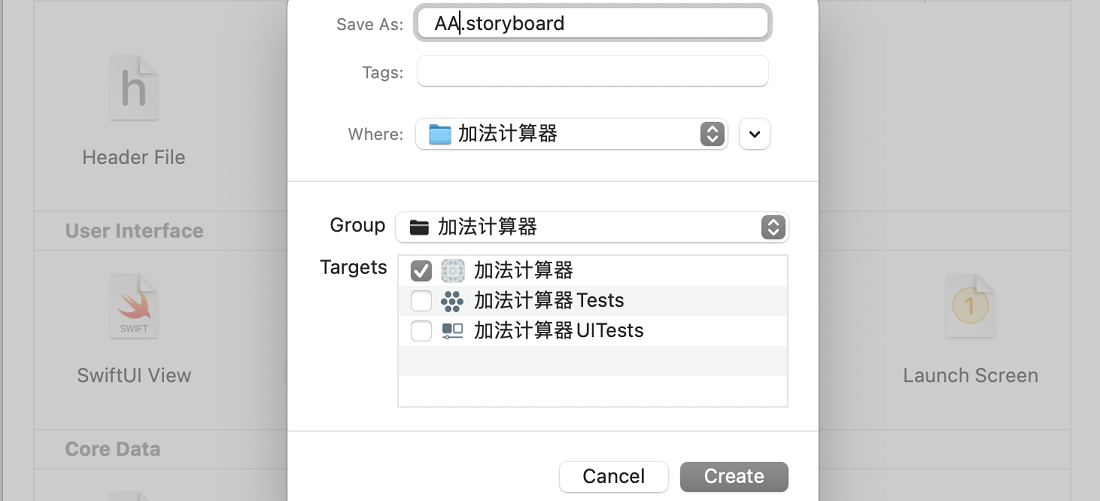 Save As: AA.storyboard
Tags:
Where: 加法计算器
h
Header File
Group 加法计算器
User Interface
Targets 加法计算器
加法计算器Tests
加法计算器UITests
SWIFT
1
SwiftUI View
Launch Screen
Core Data
Cancel Create